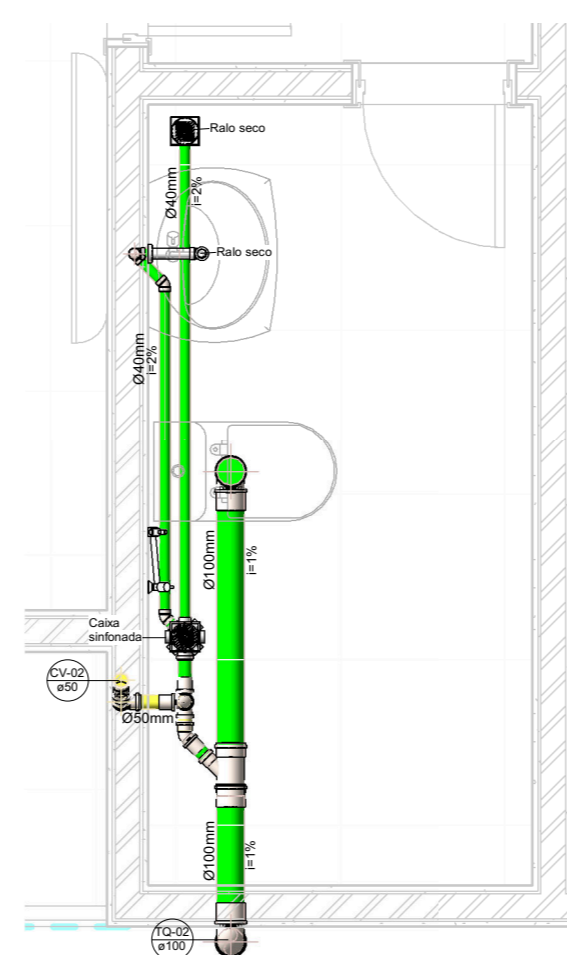 Ralo seco
Ø40mm
i=2%
Ralo seco
Ø40mm
i=2%
Ø100mm
i=1%
Caixa
sinfonada
CV-02
ø50
Ø50mm
Ø100mm
i=1%
TQ-02
ø100